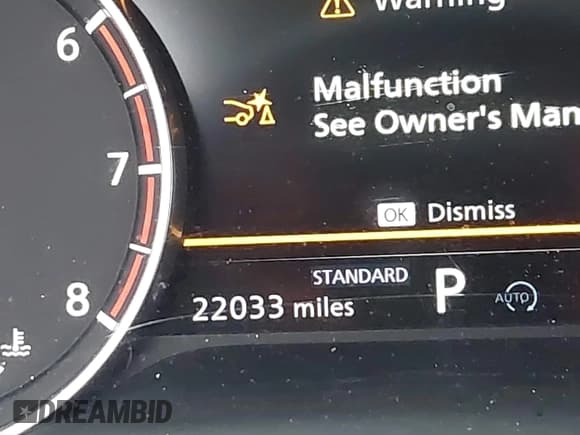 Warning
6
Malfunction
See Owner's Man
7
OK Dismiss
STANDARD
8
22033 miles
P
AUTO
DREAMBID